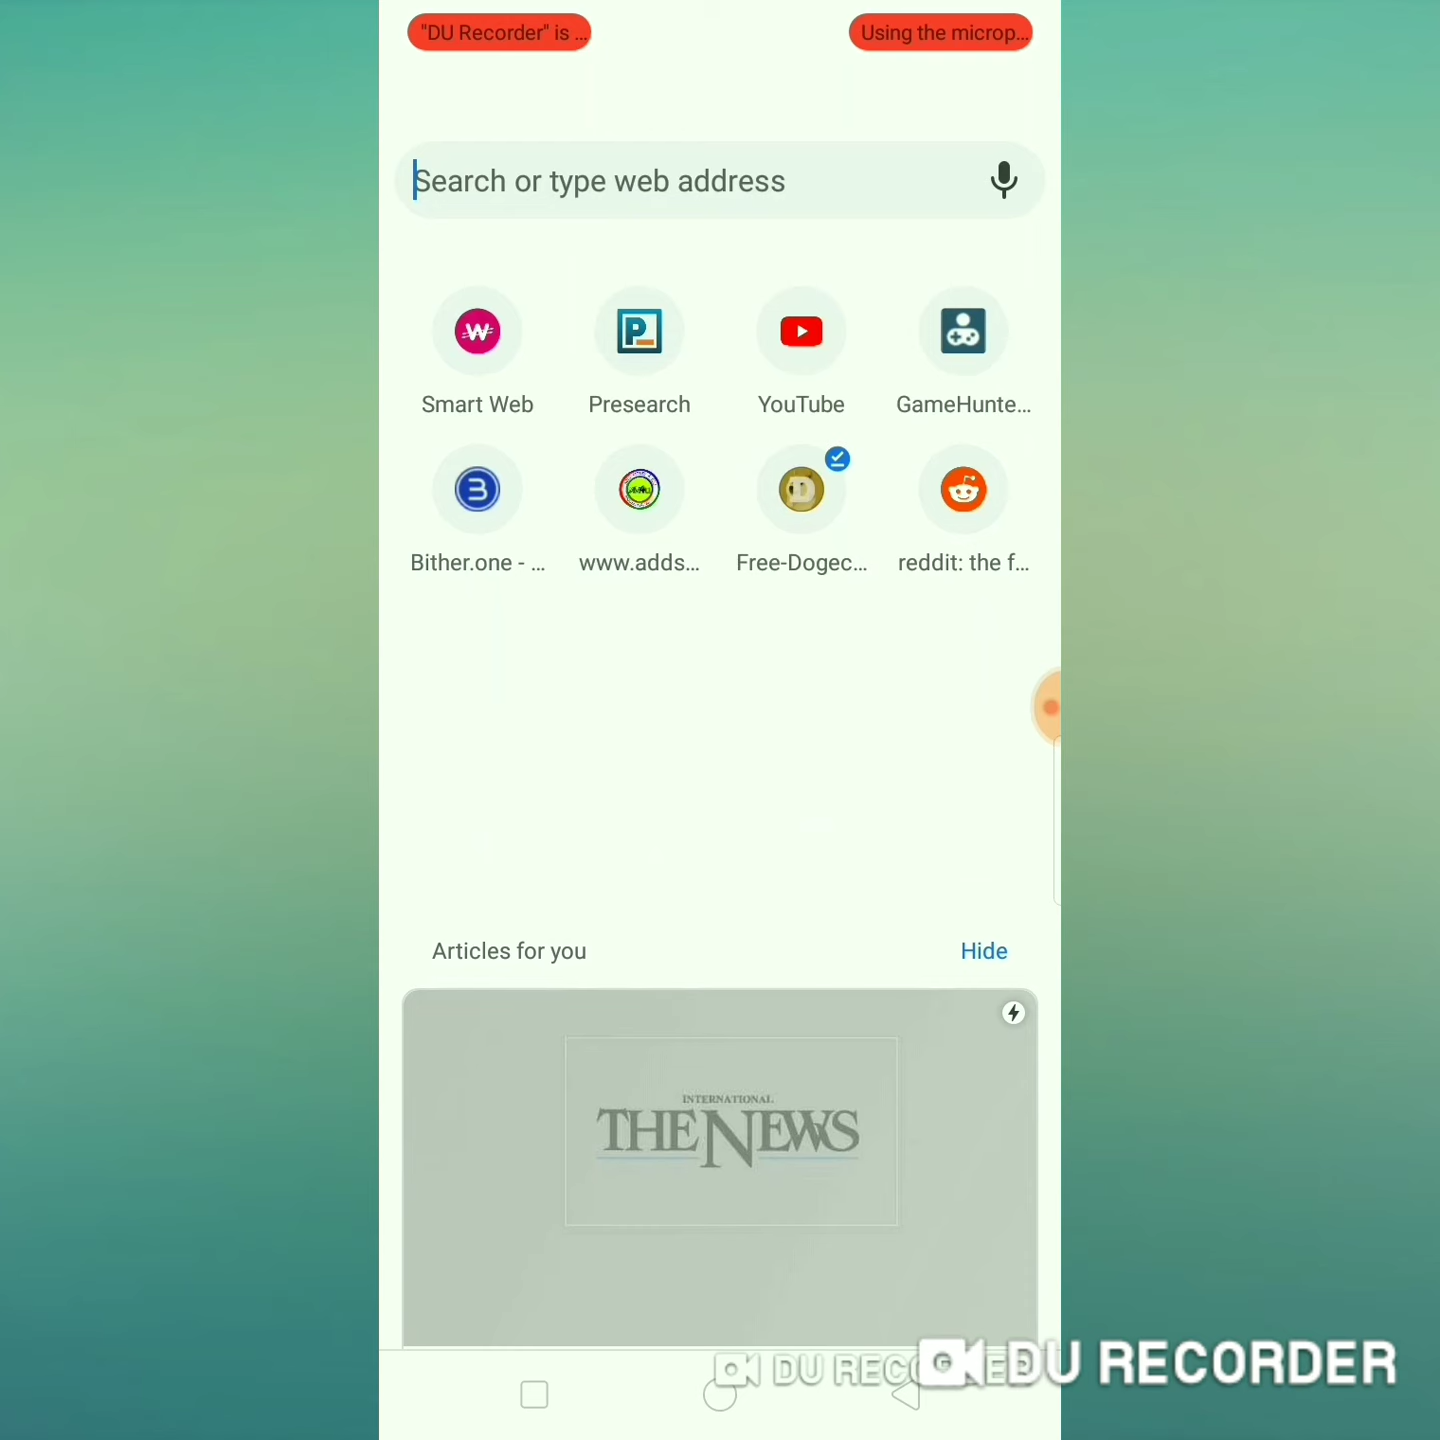 "DU Recorder" is ...
Using the microp...
Search or type web address
Smart Web
Presearch
YouTube
GameHunte...
Bither.one - ...
www.adds...
Free-Dogec...
reddit: the f...
Articles for you
Hide
INTERNATIONAL
THE NEWS
DU RECORDER